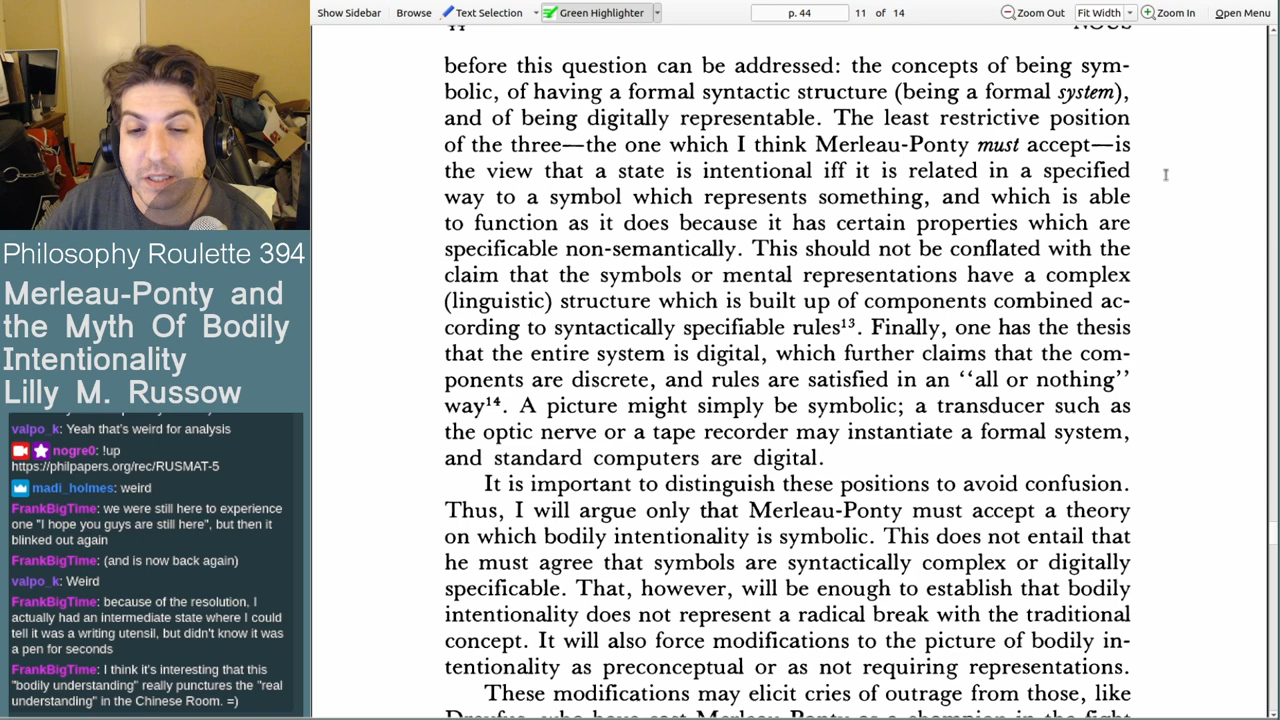 Show Sidebar Browse Text Selection Green Highlighter p. 44 11 of 14 Zoom Out Fit Width Zoom In Open Menu
before this question can be addressed: the concepts of being sym-
bolic, of having a formal syntactic structure (being a formal system),
and of being digitally representable. The least restrictive position
of the three—the one which I think Merleau-Ponty must accept—is
the view that a state is intentional iff it is related in a specified
way to a symbol which represents something, and which is able
to function as it does because it has certain properties which are
specificable non-semantically. This should not be conflated with the
claim that the symbols or mental representations have a complex
(linguistic) structure which is built up of components combined ac-
cording to syntactically specifiable rules¹³. Finally, one has the thesis
that the entire system is digital, which further claims that the com-
ponents are discrete, and rules are satisfied in an ‘‘all or nothing’’
way¹⁴. A picture might simply be symbolic; a transducer such as
the optic nerve or a tape recorder may instantiate a formal system,
and standard computers are digital.
It is important to distinguish these positions to avoid confusion.
Thus, I will argue only that Merleau-Ponty must accept a theory
on which bodily intentionality is symbolic. This does not entail that
he must agree that symbols are syntactically complex or digitally
specifiable. That, however, will be enough to establish that bodily
intentionality does not represent a radical break with the traditional
concept. It will also force modifications to the picture of bodily in-
tentionality as preconceptual or as not requiring representations.
These modifications may elicit cries of outrage from those, like
Philosophy Roulette 394
Merleau-Ponty and
the Myth Of Bodily
Intentionality
Lilly M. Russow
valpo_k: Yeah that's weird for analysis
nogre0: !up
https://philpapers.org/rec/RUSMAT-5
madi_holmes: weird
FrankBigTime: we were still here to experience
one "I hope you guys are still here", but then it
blinked out again
FrankBigTime: (and is now back again)
valpo_k: Weird
FrankBigTime: because of the resolution, I
actually had an intermediate state where I could
tell it was a writing utensil, but didn't know it was
a pen for seconds
FrankBigTime: I think it's interesting that this
"bodily understanding" really punctures the "real
understanding" in the Chinese Room. =)